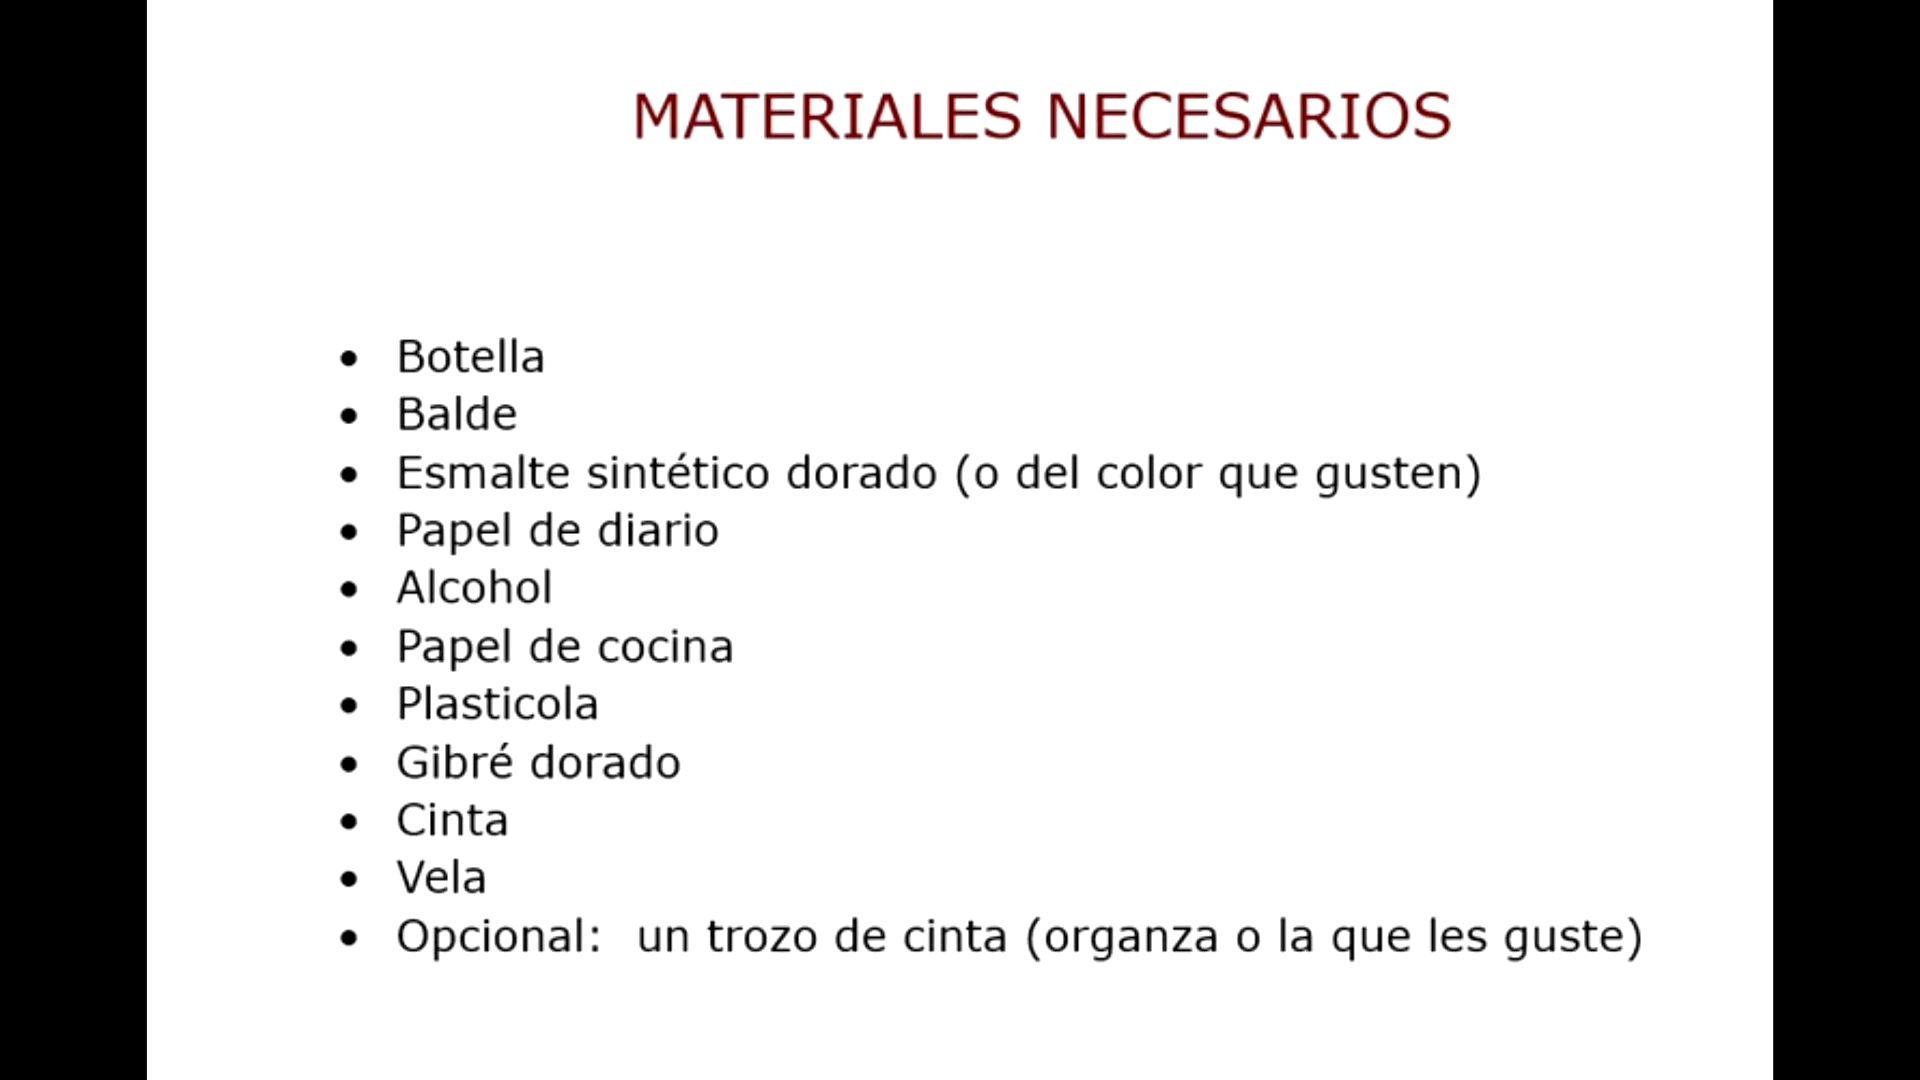 MATERIALES NECESARIOS
• Botella
• Balde
• Esmalte sintético dorado (o del color que gusten)
• Papel de diario
• Alcohol
• Papel de cocina
• Plasticola
• Gibré dorado
• Cinta
• Vela
• Opcional: un trozo de cinta (organza o la que les guste)